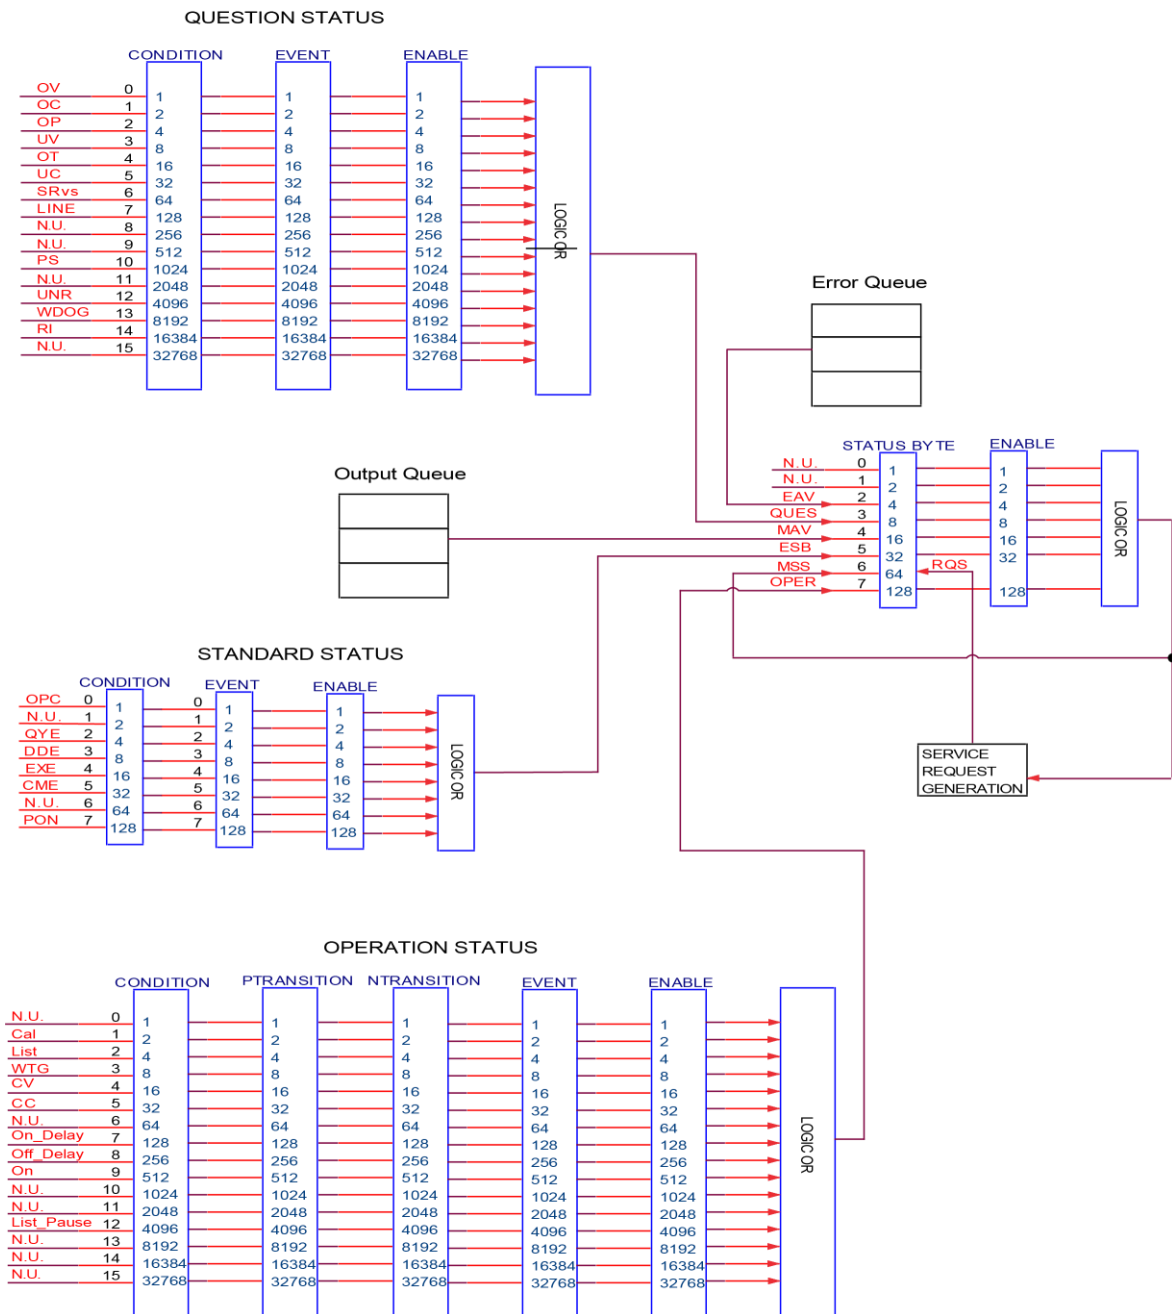 QUESTION STATUS
CONDITION EVENT ENABLE
OV 0 1 1 1
OC 1 2 2 2
OP 2 4 4 4
UV 3 8 8 8
OT 4 16 16 16
UC 5 32 32 32
SRvs 6 64 64 64
LINE 7 128 128 128
N.U. 8 256 256 256
N.U. 9 512 512 512
PS 10 1024 1024 1024
N.U. 11 2048 2048 2048
UNR 12 4096 4096 4096
WDOG 13 8192 8192 8192
RI 14 16384 16384 16384
N.U. 15 32768 32768 32768
LOGIC OR
Error Queue
Output Queue
STATUS BYTE ENABLE
N.U. 0 1 1
N.U. 1 2 2
EAV 2 4 4
QUES 3 8 8
MAV 4 16 16
ESB 5 32 32
MSS 6 64 RQS
OPER 7 128 128
LOGIC OR
SERVICE
REQUEST
GENERATION
STANDARD STATUS
CONDITION EVENT ENABLE
OPC 0 1 0 1 1
N.U. 1 2 1 2 2
QYE 2 4 2 4 4
DDE 3 8 3 8 8
EXE 4 16 4 16 16
CME 5 32 5 32 32
N.U. 6 64 6 64 64
PON 7 128 7 128 128
LOGIC OR
OPERATION STATUS
CONDITION PTRANSITION NTRANSITION EVENT ENABLE
N.U. 0 1 1 1 1 1
Cal 1 2 2 2 2 2
List 2 4 4 4 4 4
WTG 3 8 8 8 8 8
CV 4 16 16 16 16 16
CC 5 32 32 32 32 32
N.U. 6 64 64 64 64 64
On_Delay 7 128 128 128 128 128
Off_Delay 8 256 256 256 256 256
On 9 512 512 512 512 512
N.U. 10 1024 1024 1024 1024 1024
N.U. 11 2048 2048 2048 2048 2048
List_Pause 12 4096 4096 4096 4096 4096
N.U. 13 8192 8192 8192 8192 8192
N.U. 14 16384 16384 16384 16384 16384
N.U. 15 32768 32768 32768 32768 32768
LOGIC OR